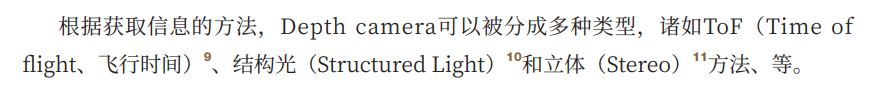 根据获取信息的方法，Depth camera可以被分成多种类型，诸如ToF（Time of
flight、飞行时间）9、结构光（Structured Light）10和立体（Stereo）11方法、等。